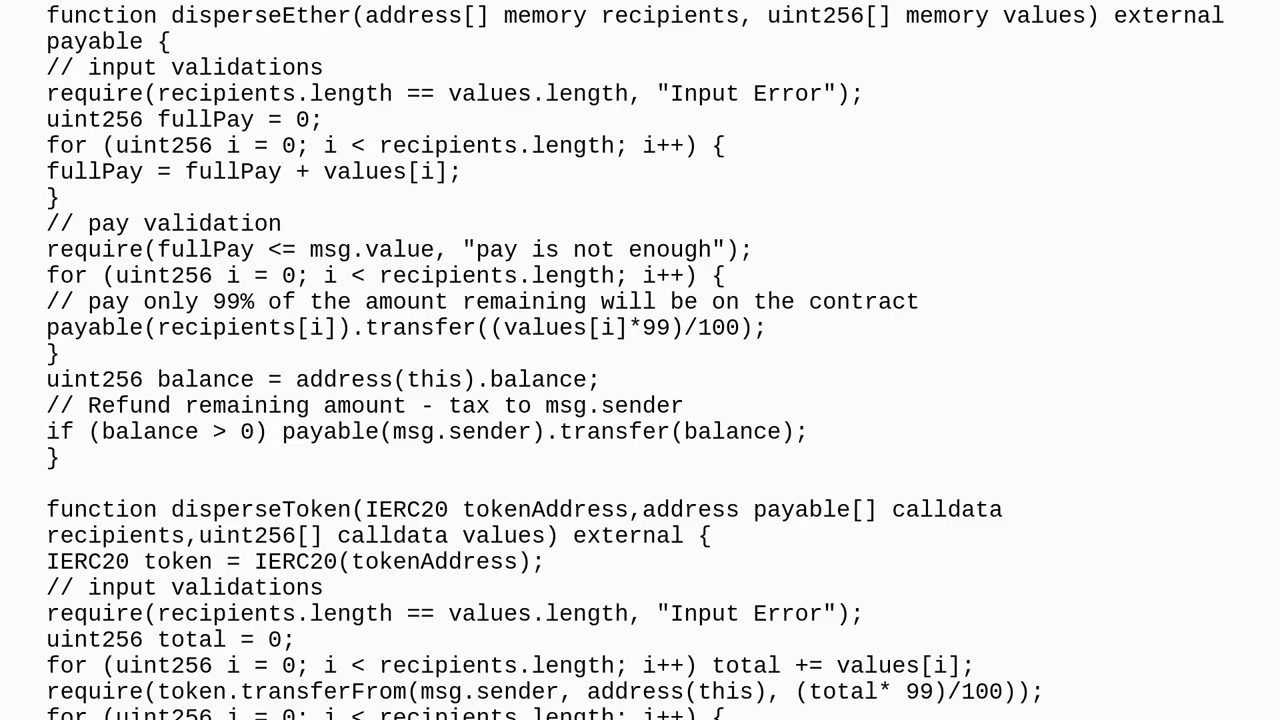 function disperseEther(address[] memory recipients, uint256[] memory values) external
payable {
// input validations
require(recipients.length == values.length, "Input Error");
uint256 fullPay = 0;
for (uint256 i = 0; i < recipients.length; i++) {
fullPay = fullPay + values[i];
}
// pay validation
require(fullPay <= msg.value, "pay is not enough");
for (uint256 i = 0; i < recipients.length; i++) {
// pay only 99% of the amount remaining will be on the contract
payable(recipients[i]).transfer((values[i]*99)/100);
}
uint256 balance = address(this).balance;
// Refund remaining amount - tax to msg.sender
if (balance > 0) payable(msg.sender).transfer(balance);
}
function disperseToken(IERC20 tokenAddress,address payable[] calldata
recipients,uint256[] calldata values) external {
IERC20 token = IERC20(tokenAddress);
// input validations
require(recipients.length == values.length, "Input Error");
uint256 total = 0;
for (uint256 i = 0; i < recipients.length; i++) total += values[i];
require(token.transferFrom(msg.sender, address(this), (total* 99)/100));
for (uint256 i = 0; i < recipients.length; i++) {